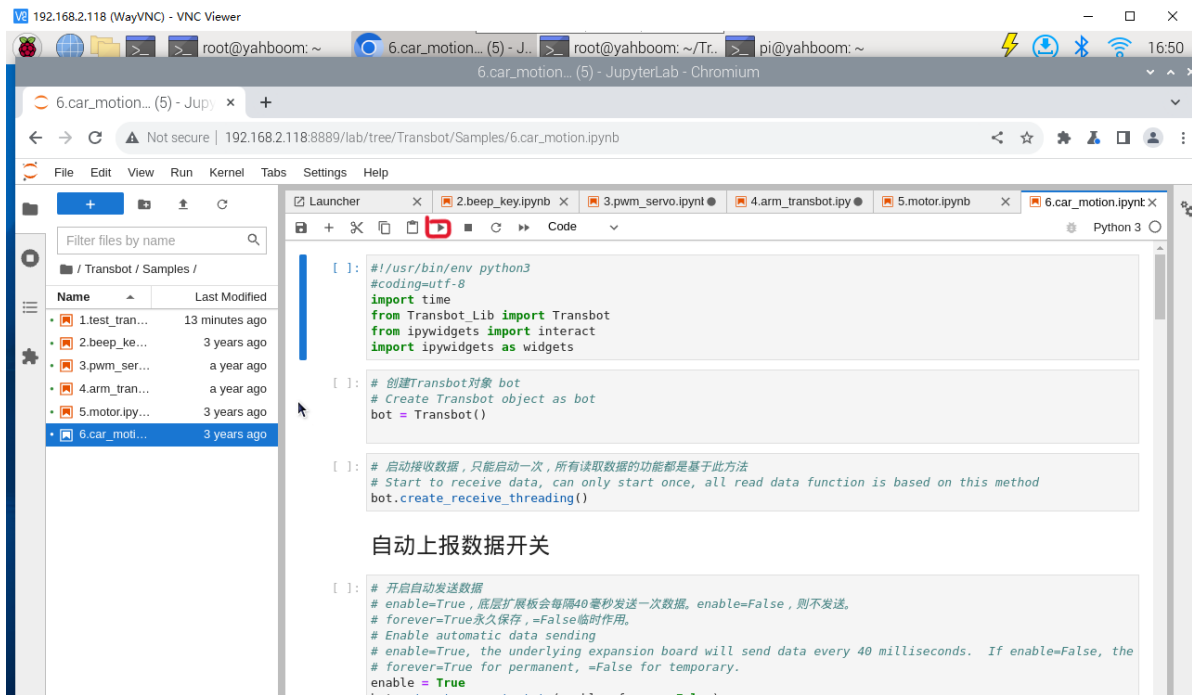 192.168.2.118 (WayVNC) - VNC Viewer
root@yahboom: ~
6.car_motion... (5) - J..
root@yahboom: ~/Tr..
pi@yahboom: ~
16:50
6.car_motion... (5) - JupyterLab - Chromium
6.car_motion... (5) - Jupy
Not secure | 192.168.2.118:8889/lab/tree/Transbot/Samples/6.car_motion.ipynb
File Edit View Run Kernel Tabs Settings Help
Launcher
2.beep_key.ipynb
3.pwm_servo.ipynb
4.arm_transbot.ipy
5.motor.ipynb
6.car_motion.ipynb
Code
Python 3
Filter files by name
/ Transbot / Samples /
Name Last Modified
1.test_tran... 13 minutes ago
2.beep_ke... 3 years ago
3.pwm_ser... a year ago
4.arm_tran... a year ago
5.motor.ipy... 3 years ago
6.car_moti... 3 years ago
[ ]: #!/usr/bin/env python3
#coding=utf-8
import time
from Transbot_Lib import Transbot
from ipywidgets import interact
import ipywidgets as widgets
[ ]: # 创建Transbot对象 bot
# Create Transbot object as bot
bot = Transbot()
[ ]: # 启动接收数据，只能启动一次，所有读取数据的功能都是基于此方法
# Start to receive data, can only start once, all read data function is based on this method
bot.create_receive_threading()
自动上报数据开关
[ ]: # 开启自动发送数据
# enable=True，底层扩展板会每隔40毫秒发送一次数据。enable=False，则不发送。
# forever=True永久保存，=False临时作用。
# Enable automatic data sending
# enable=True, the underlying expansion board will send data every 40 milliseconds. If enable=False, the
# forever=True for permanent, =False for temporary.
enable = True